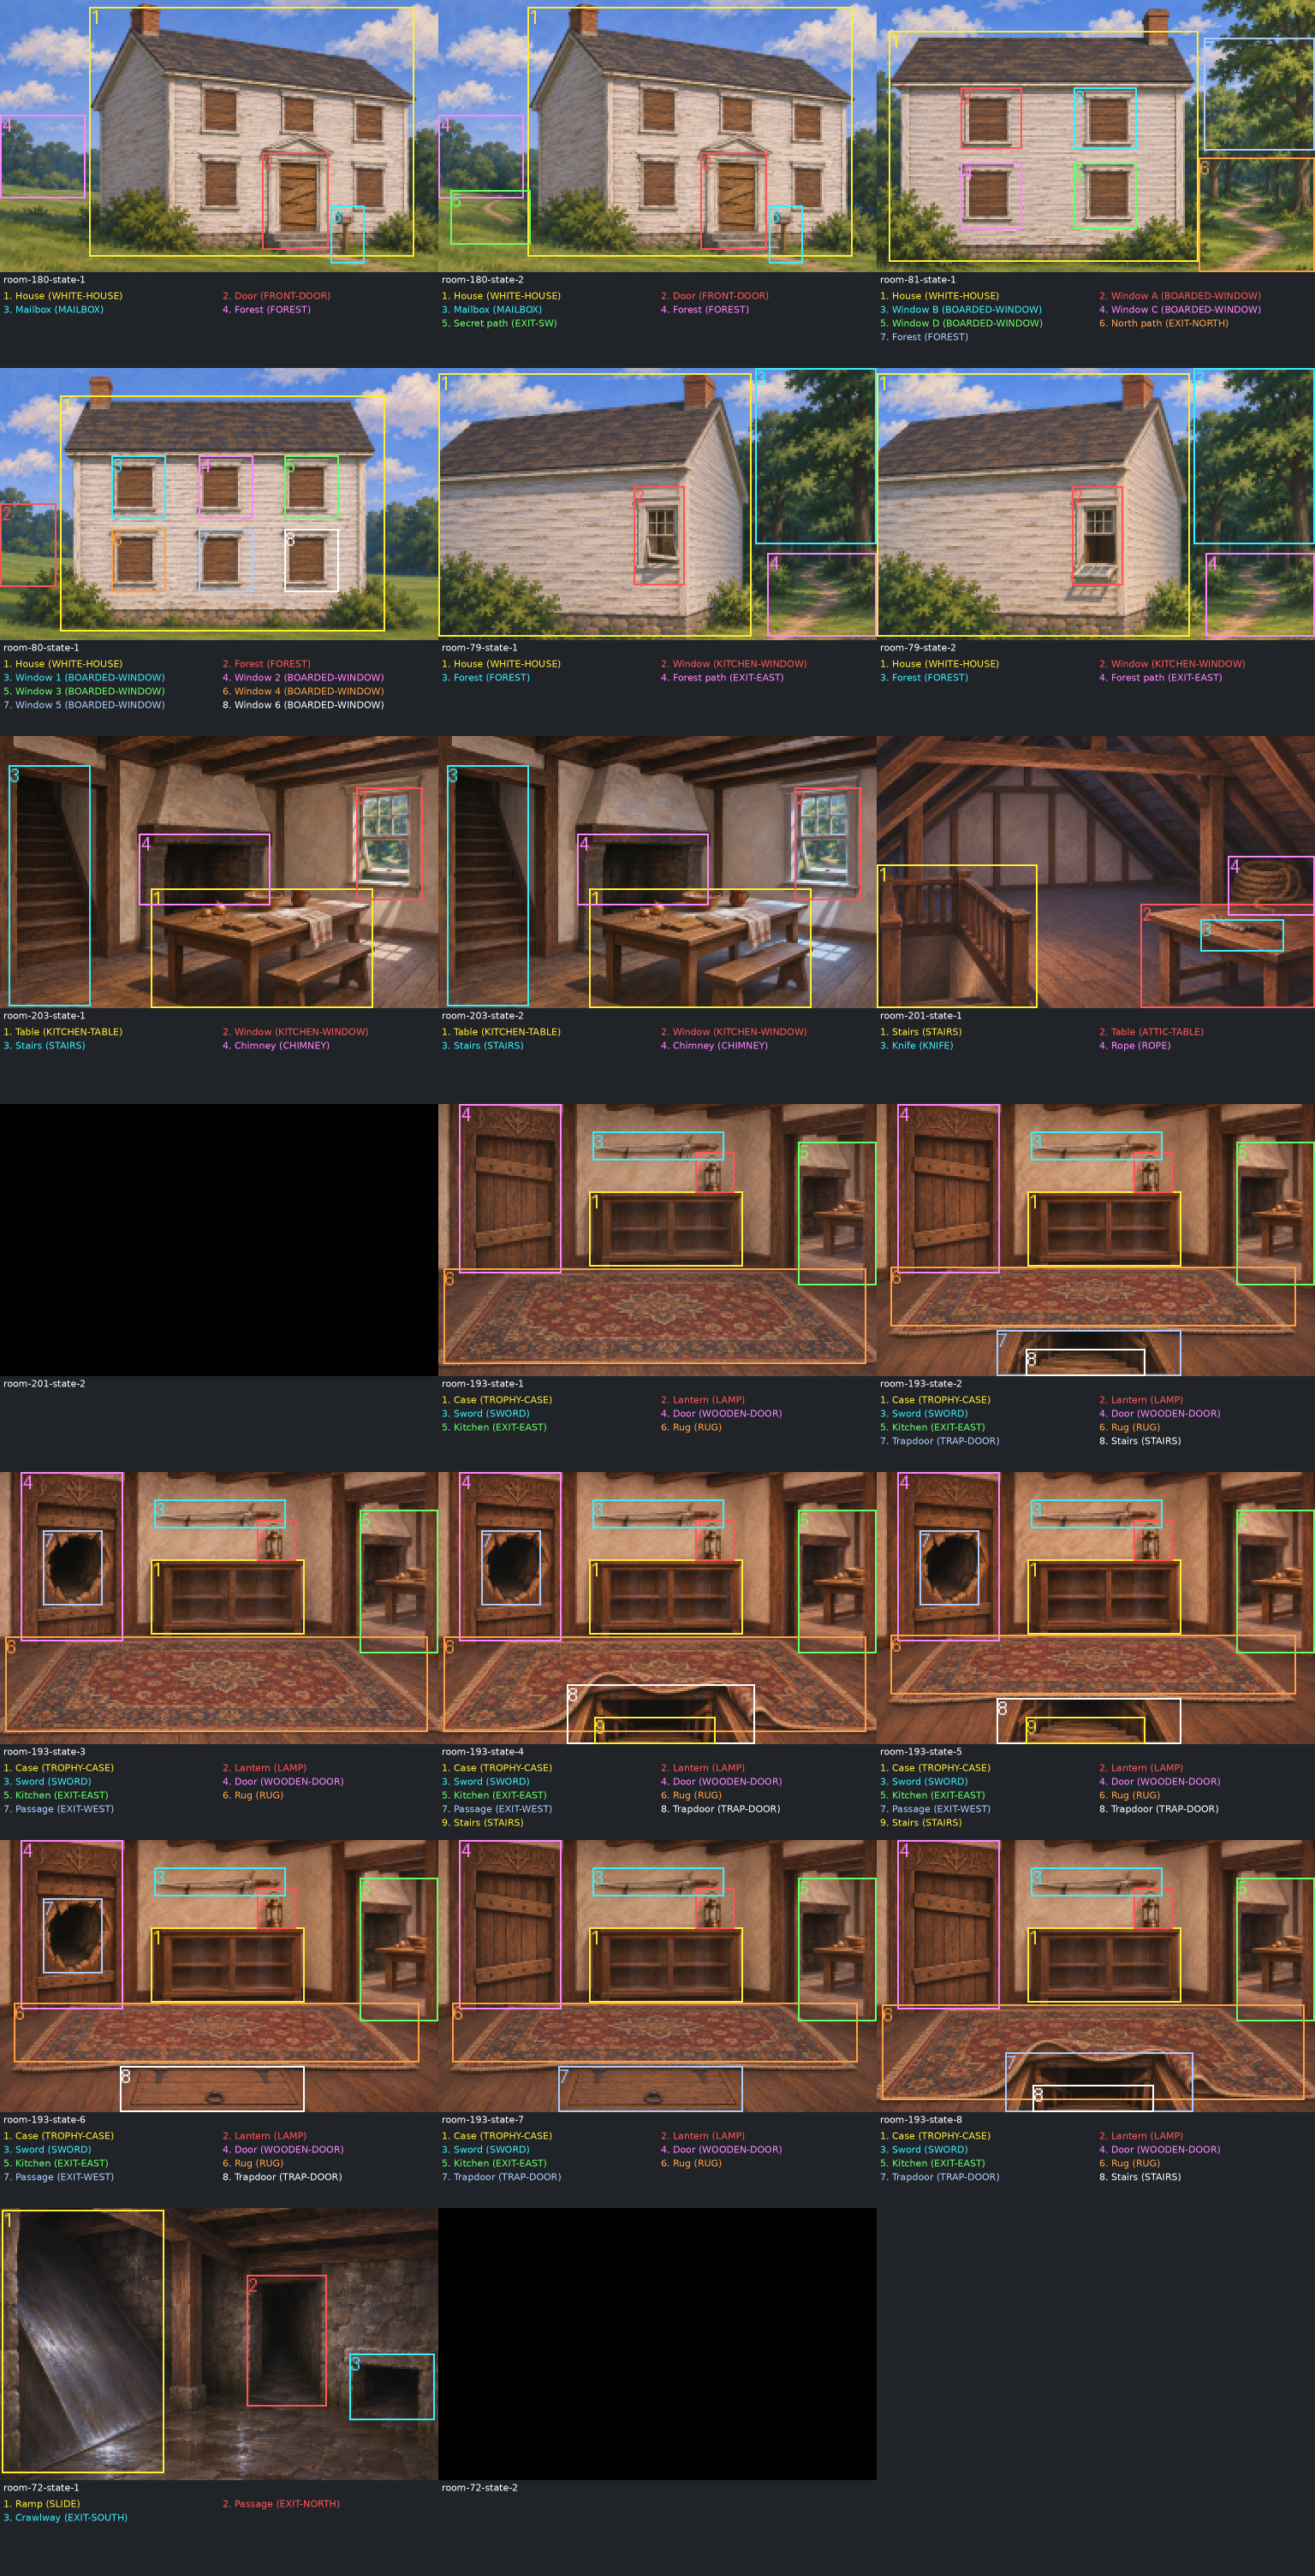 room-180-state-1
1. House (WHITE-HOUSE) 2. Door (FRONT-DOOR)
3. Mailbox (MAILBOX) 4. Forest (FOREST)
room-180-state-2
1. House (WHITE-HOUSE) 2. Door (FRONT-DOOR)
3. Mailbox (MAILBOX) 4. Forest (FOREST)
5. Secret path (EXIT-SW)
room-81-state-1
1. House (WHITE-HOUSE) 2. Window A (BOARDED-WINDOW)
3. Window B (BOARDED-WINDOW) 4. Window C (BOARDED-WINDOW)
5. Window D (BOARDED-WINDOW) 6. North path (EXIT-NORTH)
7. Forest (FOREST)
room-80-state-1
1. House (WHITE-HOUSE) 2. Forest (FOREST)
3. Window 1 (BOARDED-WINDOW) 4. Window 2 (BOARDED-WINDOW)
5. Window 3 (BOARDED-WINDOW) 6. Window 4 (BOARDED-WINDOW)
7. Window 5 (BOARDED-WINDOW) 8. Window 6 (BOARDED-WINDOW)
room-79-state-1
1. House (WHITE-HOUSE) 2. Window (KITCHEN-WINDOW)
3. Forest (FOREST) 4. Forest path (EXIT-EAST)
room-79-state-2
1. House (WHITE-HOUSE) 2. Window (KITCHEN-WINDOW)
3. Forest (FOREST) 4. Forest path (EXIT-EAST)
room-203-state-1
1. Table (KITCHEN-TABLE) 2. Window (KITCHEN-WINDOW)
3. Stairs (STAIRS) 4. Chimney (CHIMNEY)
room-203-state-2
1. Table (KITCHEN-TABLE) 2. Window (KITCHEN-WINDOW)
3. Stairs (STAIRS) 4. Chimney (CHIMNEY)
room-201-state-1
1. Stairs (STAIRS) 2. Table (ATTIC-TABLE)
3. Knife (KNIFE) 4. Rope (ROPE)
room-201-state-2
room-193-state-1
1. Case (TROPHY-CASE) 2. Lantern (LAMP)
3. Sword (SWORD) 4. Door (WOODEN-DOOR)
5. Kitchen (EXIT-EAST) 6. Rug (RUG)
room-193-state-2
1. Case (TROPHY-CASE) 2. Lantern (LAMP)
3. Sword (SWORD) 4. Door (WOODEN-DOOR)
5. Kitchen (EXIT-EAST) 6. Rug (RUG)
7. Trapdoor (TRAP-DOOR) 8. Stairs (STAIRS)
room-193-state-3
1. Case (TROPHY-CASE) 2. Lantern (LAMP)
3. Sword (SWORD) 4. Door (WOODEN-DOOR)
5. Kitchen (EXIT-EAST) 6. Rug (RUG)
7. Passage (EXIT-WEST)
room-193-state-4
1. Case (TROPHY-CASE) 2. Lantern (LAMP)
3. Sword (SWORD) 4. Door (WOODEN-DOOR)
5. Kitchen (EXIT-EAST) 6. Rug (RUG)
7. Passage (EXIT-WEST) 8. Trapdoor (TRAP-DOOR)
9. Stairs (STAIRS)
room-193-state-5
1. Case (TROPHY-CASE) 2. Lantern (LAMP)
3. Sword (SWORD) 4. Door (WOODEN-DOOR)
5. Kitchen (EXIT-EAST) 6. Rug (RUG)
7. Passage (EXIT-WEST) 8. Trapdoor (TRAP-DOOR)
9. Stairs (STAIRS)
room-193-state-6
1. Case (TROPHY-CASE) 2. Lantern (LAMP)
3. Sword (SWORD) 4. Door (WOODEN-DOOR)
5. Kitchen (EXIT-EAST) 6. Rug (RUG)
7. Passage (EXIT-WEST) 8. Trapdoor (TRAP-DOOR)
room-193-state-7
1. Case (TROPHY-CASE) 2. Lantern (LAMP)
3. Sword (SWORD) 4. Door (WOODEN-DOOR)
5. Kitchen (EXIT-EAST) 6. Rug (RUG)
7. Trapdoor (TRAP-DOOR)
room-193-state-8
1. Case (TROPHY-CASE) 2. Lantern (LAMP)
3. Sword (SWORD) 4. Door (WOODEN-DOOR)
5. Kitchen (EXIT-EAST) 6. Rug (RUG)
7. Trapdoor (TRAP-DOOR) 8. Stairs (STAIRS)
room-72-state-1
1. Ramp (SLIDE) 2. Passage (EXIT-NORTH)
3. Crawlway (EXIT-SOUTH)
room-72-state-2